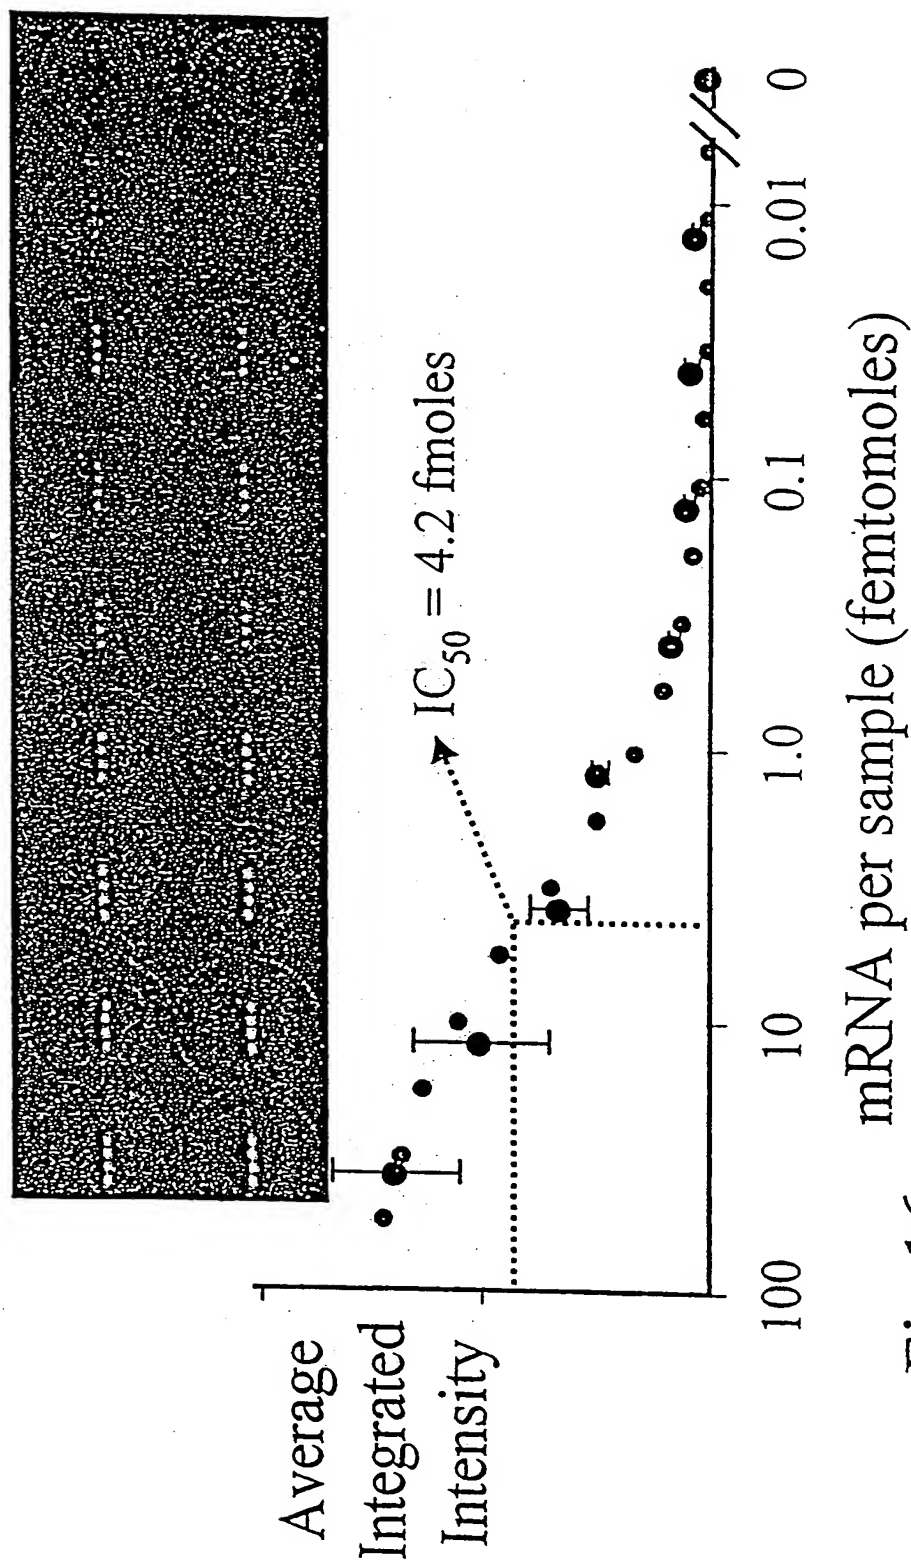 Average
Integrated
Intensity
IC50 = 4.2 fmoles
100 10 1.0 0.1 0.01 0
mRNA per sample (femtomoles)